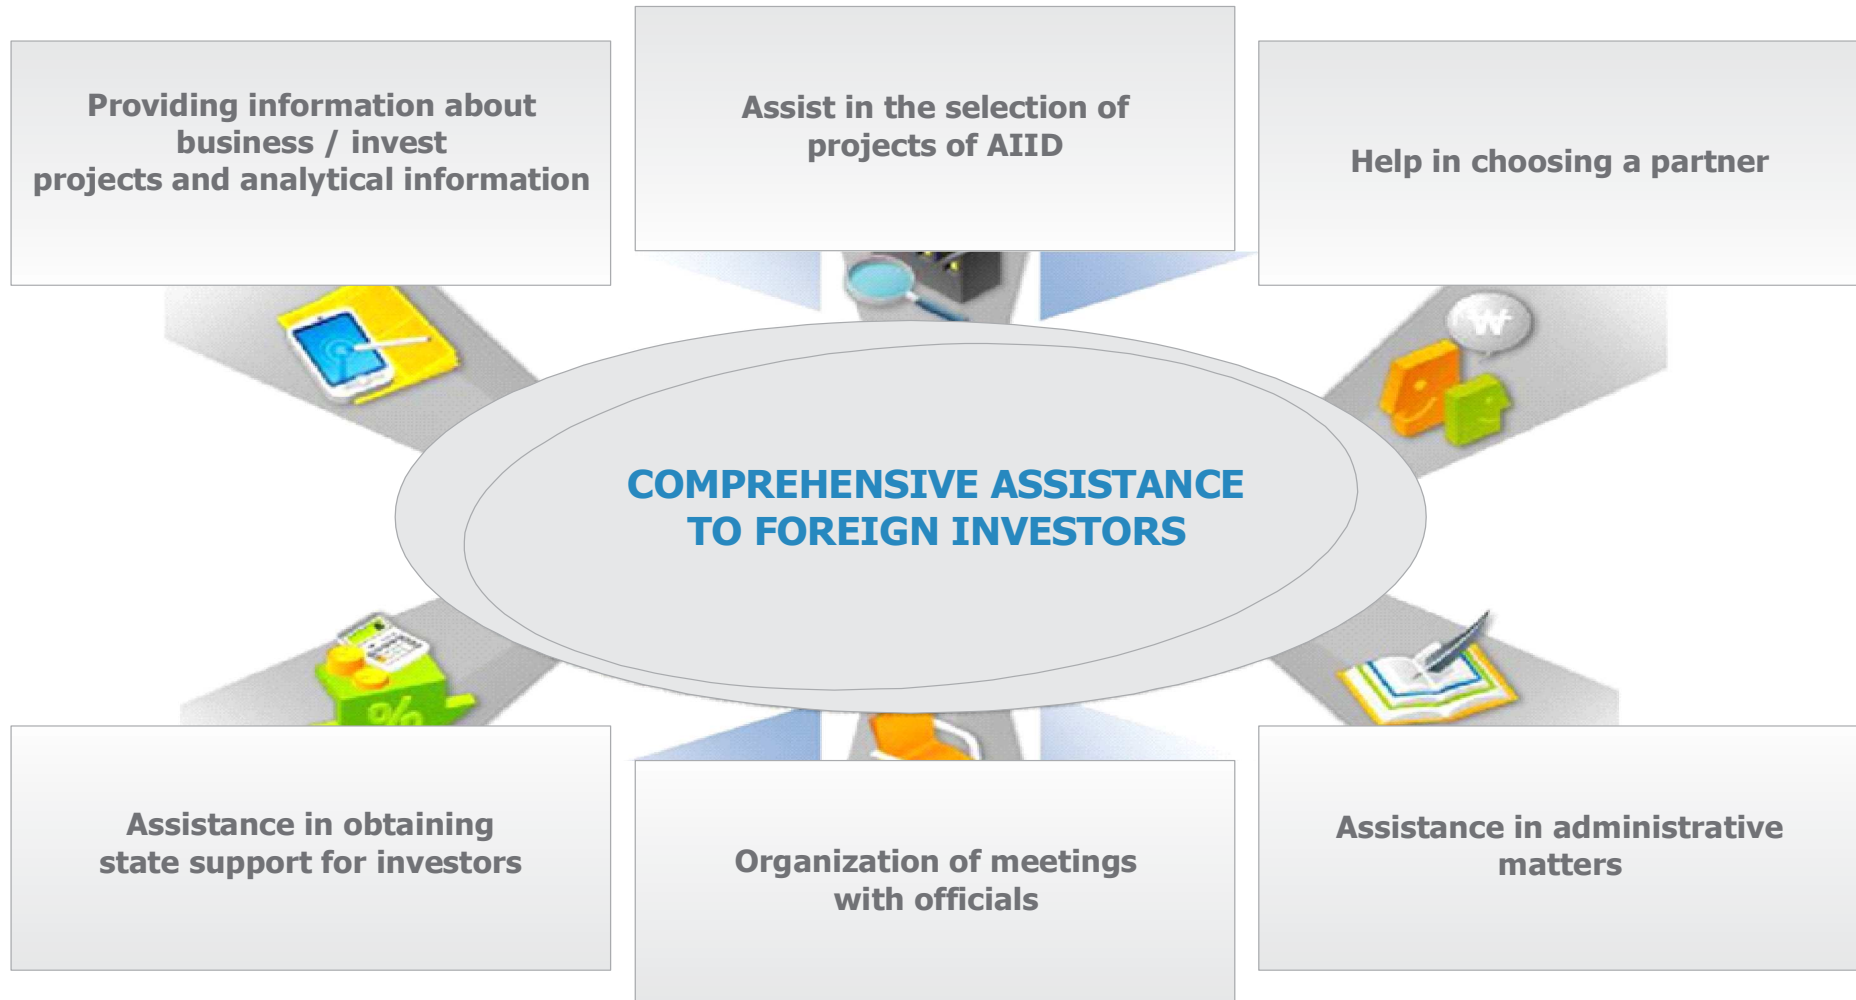 Providing information about
business / invest
projects and analytical information
Assist in the selection of
projects of AIID
Help in choosing a partner
₩
COMPREHENSIVE ASSISTANCE
TO FOREIGN INVESTORS
%
Assistance in obtaining
state support for investors
Organization of meetings
with officials
Assistance in administrative
matters